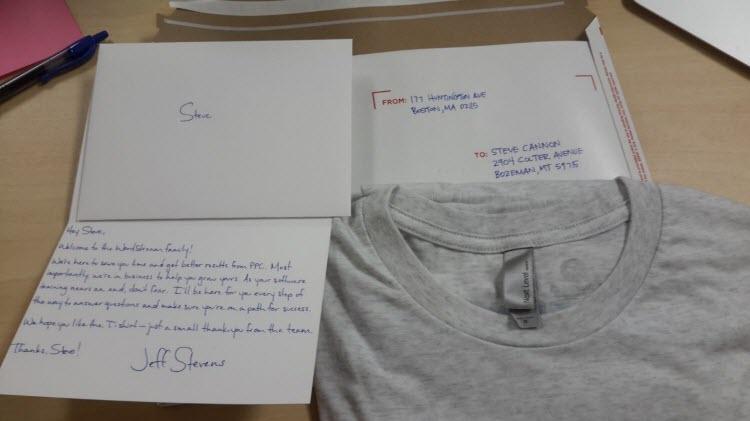 Steve
FROM: 177 HUNTINGTON AVE
BOSTON, MA 0225
TO: STEVE CANNON
2904 COLTER AVENUE
BOZEMAN, MT 59715
Hey Steve,
Welcome to the WordStream family!
We're here to save you time and get better results from PPC. Most
importantly, we're in business to help you grow yours. As your software
training nears an end, don't fear. I'll be here for you every step of
the way to answer questions and make sure you're on a path for success.
We hope you like the T-shirt - just a small thank you from the team.
Thanks, Steve!
Jeff Stevens
Next Level